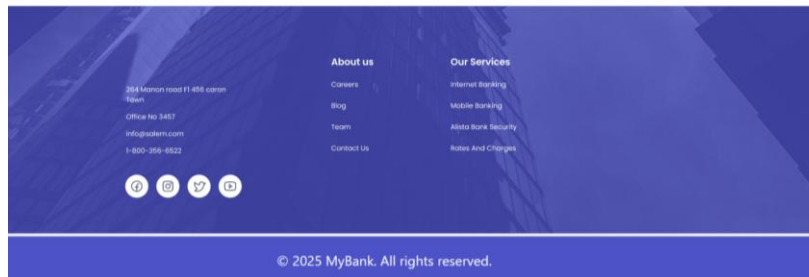 364 Manon road Fl 456 caron
Town
Office No 3457
info@salern.com
1-800-356-6522
About us
Careers
Blog
Team
Contact Us
Our Services
Internet Banking
Mobile Banking
Alista Bank Security
Rates And Charges
© 2025 MyBank. All rights reserved.